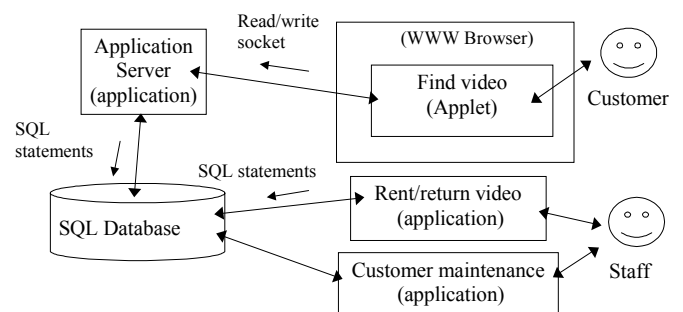 Read/write
socket
Application
Server
(application)
(WWW Browser)
Find video
(Applet)
Customer
SQL
statements
SQL statements
SQL Database
Rent/return video
(application)
Customer maintenance
(application)
Staff